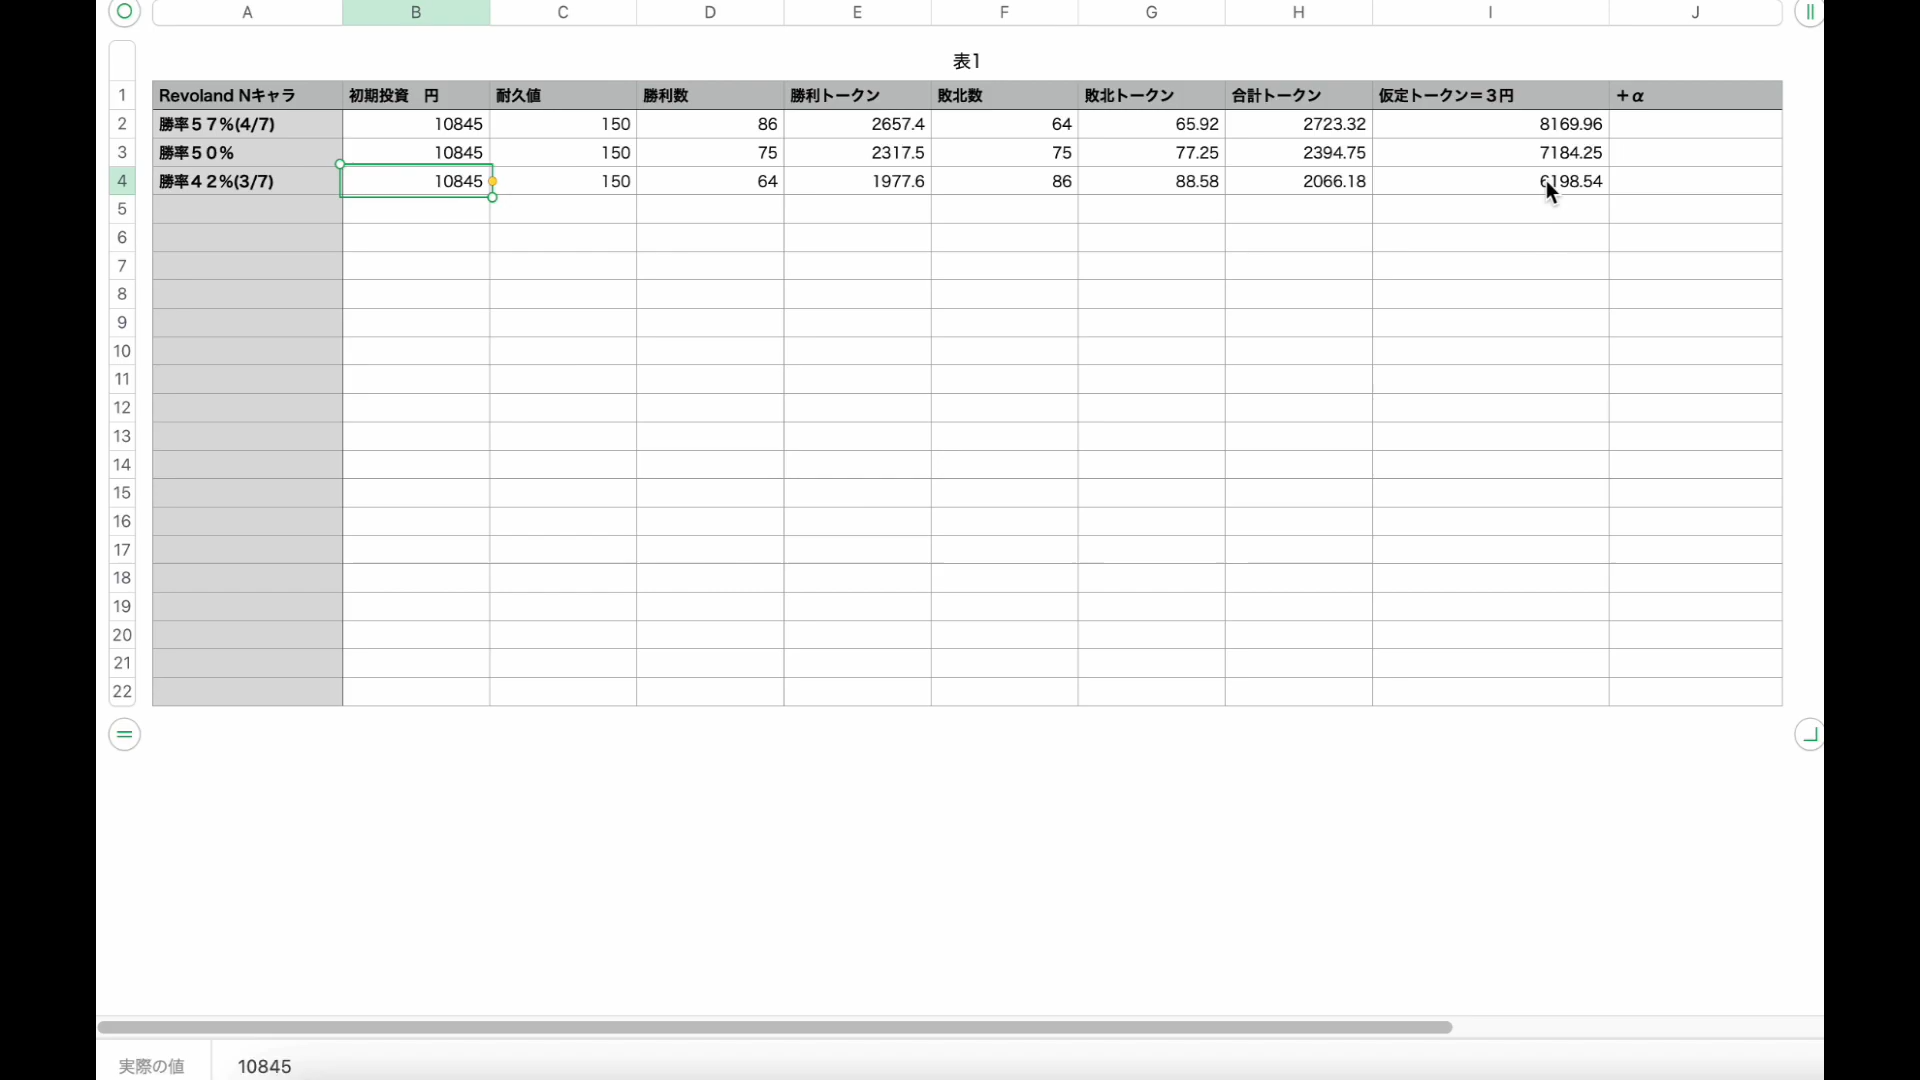 A B C D E F G H I J
表1
1 Revoland Nキャラ 初期投資　円 耐久値 勝利数 勝利トークン 敗北数 敗北トークン 合計トークン 仮定トークン＝３円 ＋α
2 勝率５７%(4/7) 10845 150 86 2657.4 64 65.92 2723.32 8169.96
3 勝率５０% 10845 150 75 2317.5 75 77.25 2394.75 7184.25
4 勝率４２%(3/7) 10845 150 64 1977.6 86 88.58 2066.18 6198.54
5
6
7
8
9
10
11
12
13
14
15
16
17
18
19
20
21
22
実際の値 10845